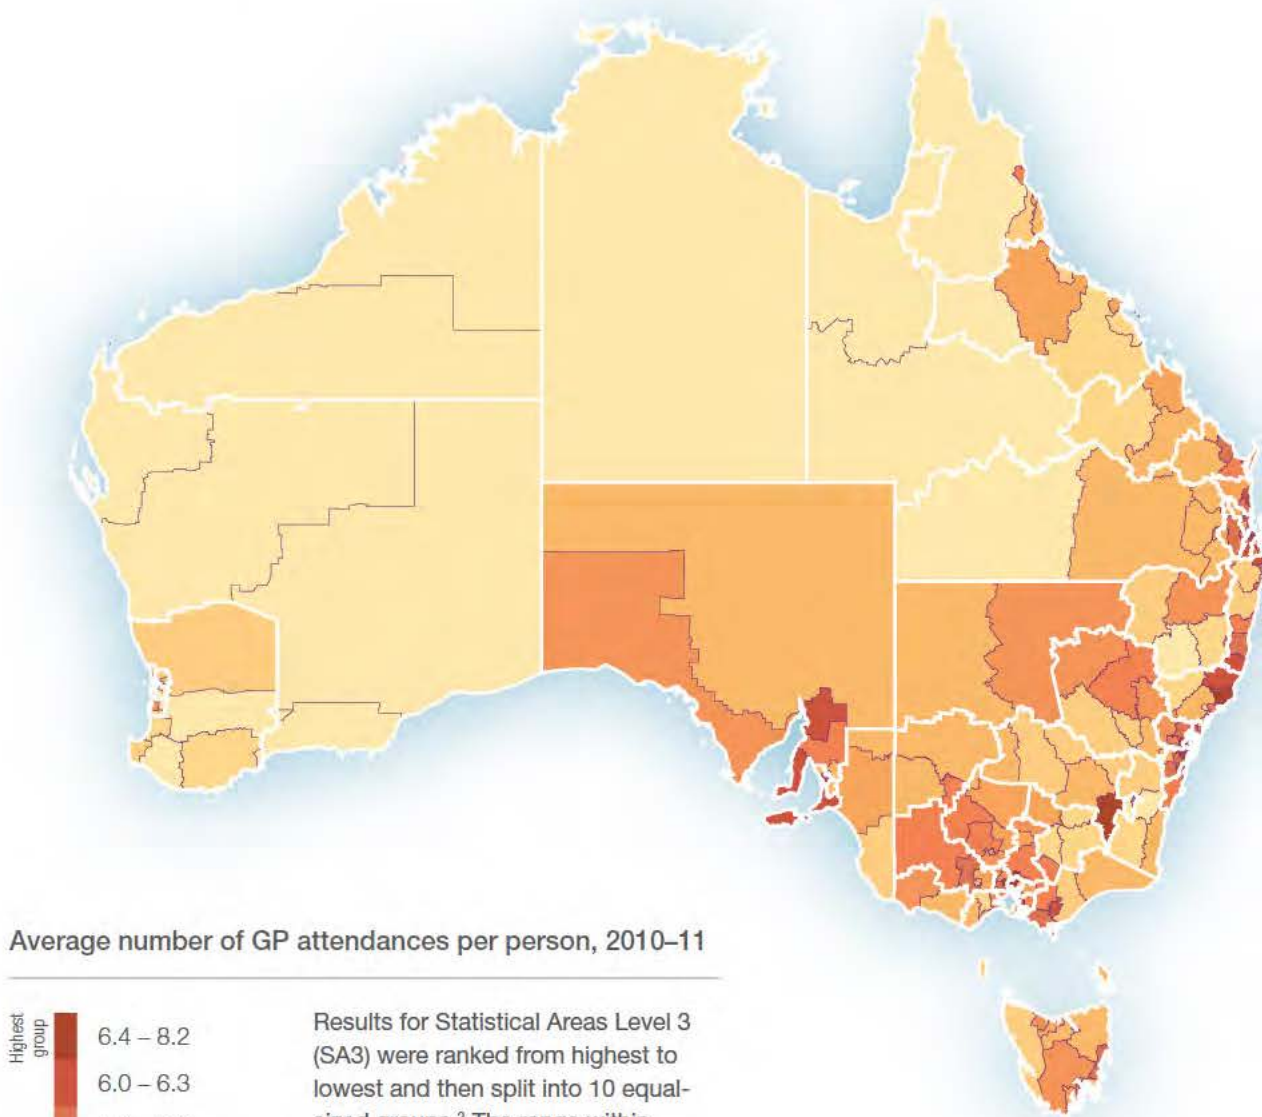 Average number of GP attendances per person, 2010–11
Highest
group
6.4 – 8.2
6.0 – 6.3
Results for Statistical Areas Level 3
(SA3) were ranked from highest to
lowest and then split into 10 equal-